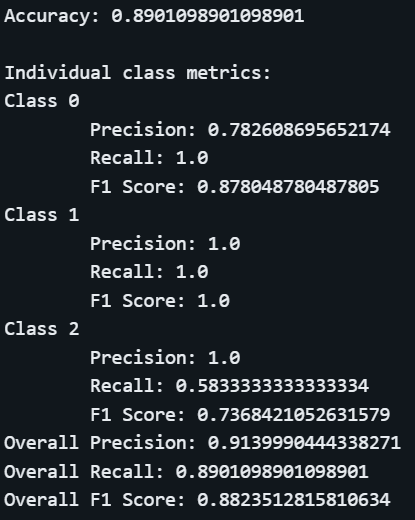 Accuracy: 0.8901098901098901
Individual class metrics:
Class 0
Precision: 0.782608695652174
Recall: 1.0
F1 Score: 0.878048780487805
Class 1
Precision: 1.0
Recall: 1.0
F1 Score: 1.0
Class 2
Precision: 1.0
Recall: 0.5833333333333334
F1 Score: 0.7368421052631579
Overall Precision: 0.9139990444338271
Overall Recall: 0.8901098901098901
Overall F1 Score: 0.8823512815810634